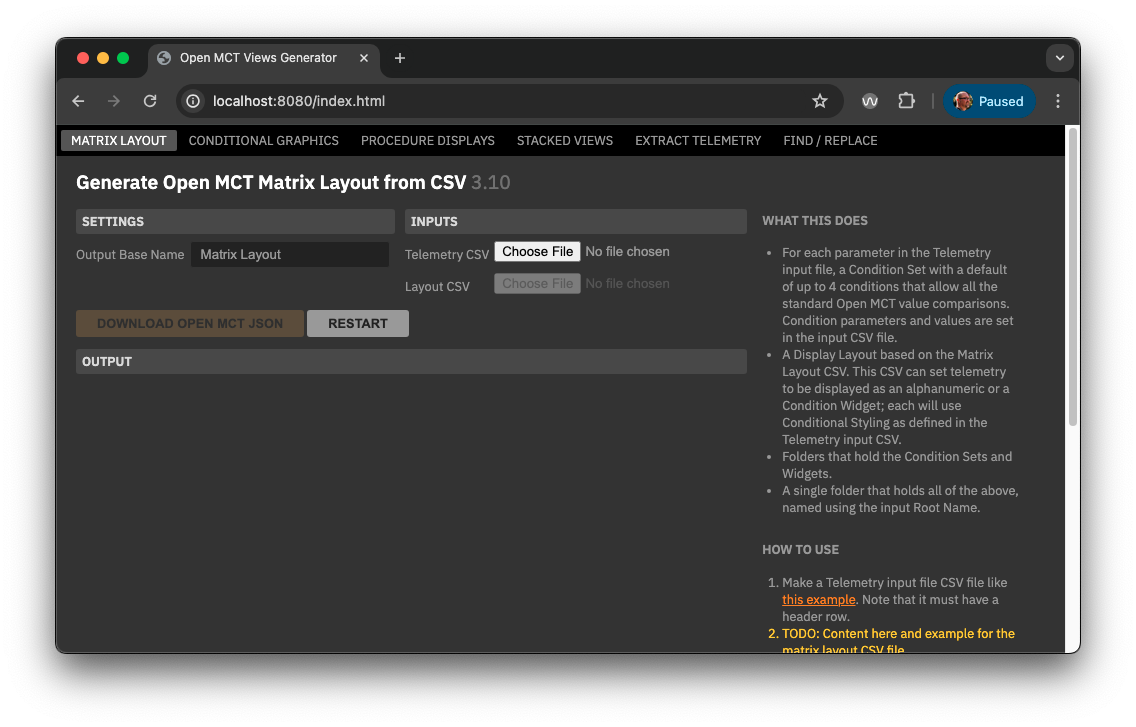 Open MCT Views Generator
localhost:8080/index.html
Paused
MATRIX LAYOUT
CONDITIONAL GRAPHICS
PROCEDURE DISPLAYS
STACKED VIEWS
EXTRACT TELEMETRY
FIND / REPLACE
Generate Open MCT Matrix Layout from CSV 3.10
SETTINGS
Output Base Name Matrix Layout
INPUTS
Telemetry CSV Choose File No file chosen
Layout CSV Choose File No file chosen
DOWNLOAD OPEN MCT JSON
RESTART
OUTPUT
WHAT THIS DOES
• For each parameter in the Telemetry
input file, a Condition Set with a default
of up to 4 conditions that allow all the
standard Open MCT value comparisons.
Condition parameters and values are set
in the input CSV file.
• A Display Layout based on the Matrix
Layout CSV. This CSV can set telemetry
to be displayed as an alphanumeric or a
Condition Widget; each will use
Conditional Styling as defined in the
Telemetry input CSV.
• Folders that hold the Condition Sets and
Widgets.
• A single folder that holds all of the above,
named using the input Root Name.
HOW TO USE
1. Make a Telemetry input file CSV file like
this example. Note that it must have a
header row.
2. TODO: Content here and example for the
matrix layout CSV file